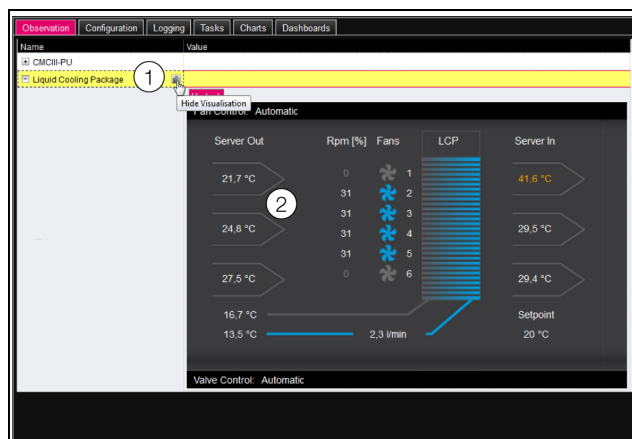 Observation Configuration Logging Tasks Charts Dashboards
Name Value
CMCIII-PU
Liquid Cooling Package 1
Hide Visualisation
Fan Control: Automatic
Server Out Rpm [%] Fans LCP Server In
21,7 °C 0 1 41,6 °C
31 2
2
31 3
24,8 °C 31 4 29,5 °C
31 5
27,5 °C 0 6 29,4 °C
16,7 °C Setpoint
13,5 °C 2,3 l/min 20 °C
Valve Control: Automatic